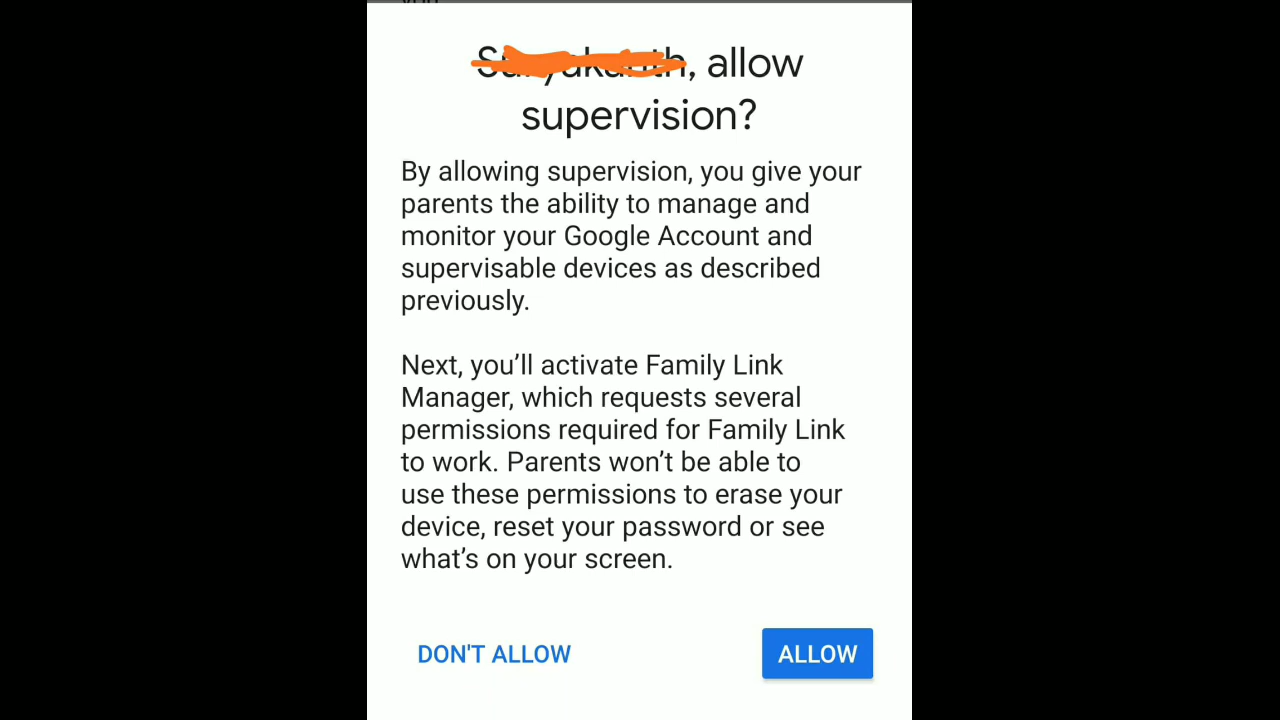 , allow
supervision?
By allowing supervision, you give your
parents the ability to manage and
monitor your Google Account and
supervisable devices as described
previously.
Next, you’ll activate Family Link
Manager, which requests several
permissions required for Family Link
to work. Parents won’t be able to
use these permissions to erase your
device, reset your password or see
what’s on your screen.
DON'T ALLOW
ALLOW